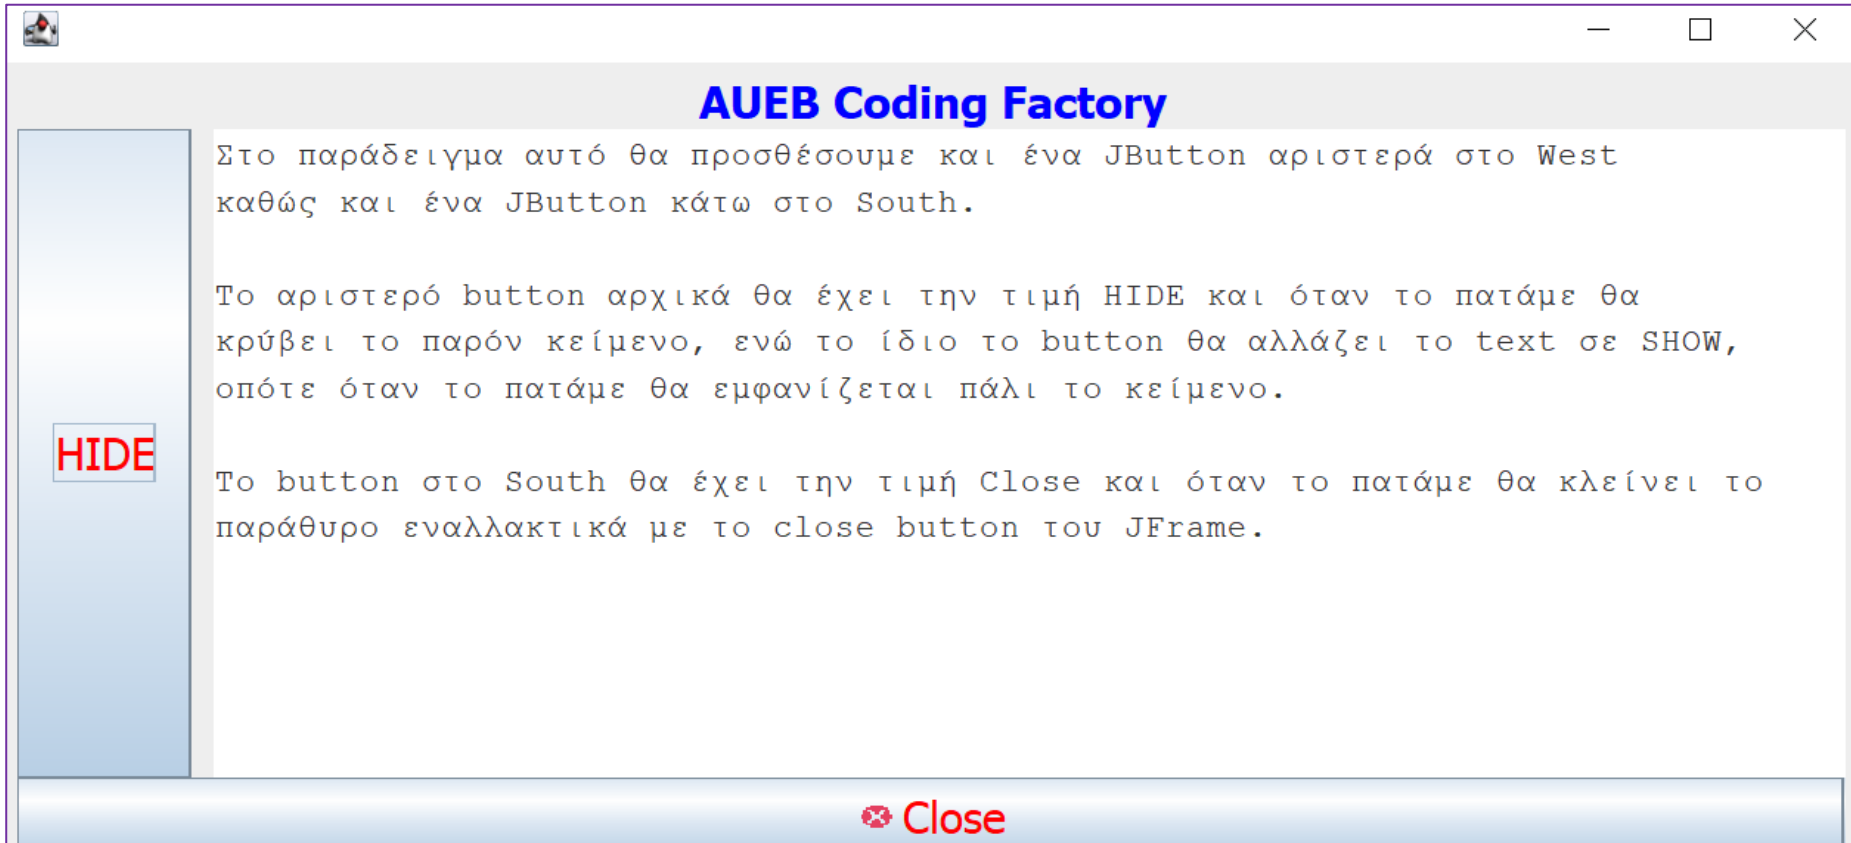 AUEB Coding Factory
Στο παράδειγμα αυτό θα προσθέσουμε και ένα JButton αριστερά στο West
καθώς και ένα JButton κάτω στο South.
Το αριστερό button αρχικά θα έχει την τιμή HIDE και όταν το πατάμε θα
κρύβει το παρόν κείμενο, ενώ το ίδιο το button θα αλλάζει το text σε SHOW,
οπότε όταν το πατάμε θα εμφανίζεται πάλι το κείμενο.
HIDE
Το button στο South θα έχει την τιμή Close και όταν το πατάμε θα κλείνει το
παράθυρο εναλλακτικά με το close button του JFrame.
Close